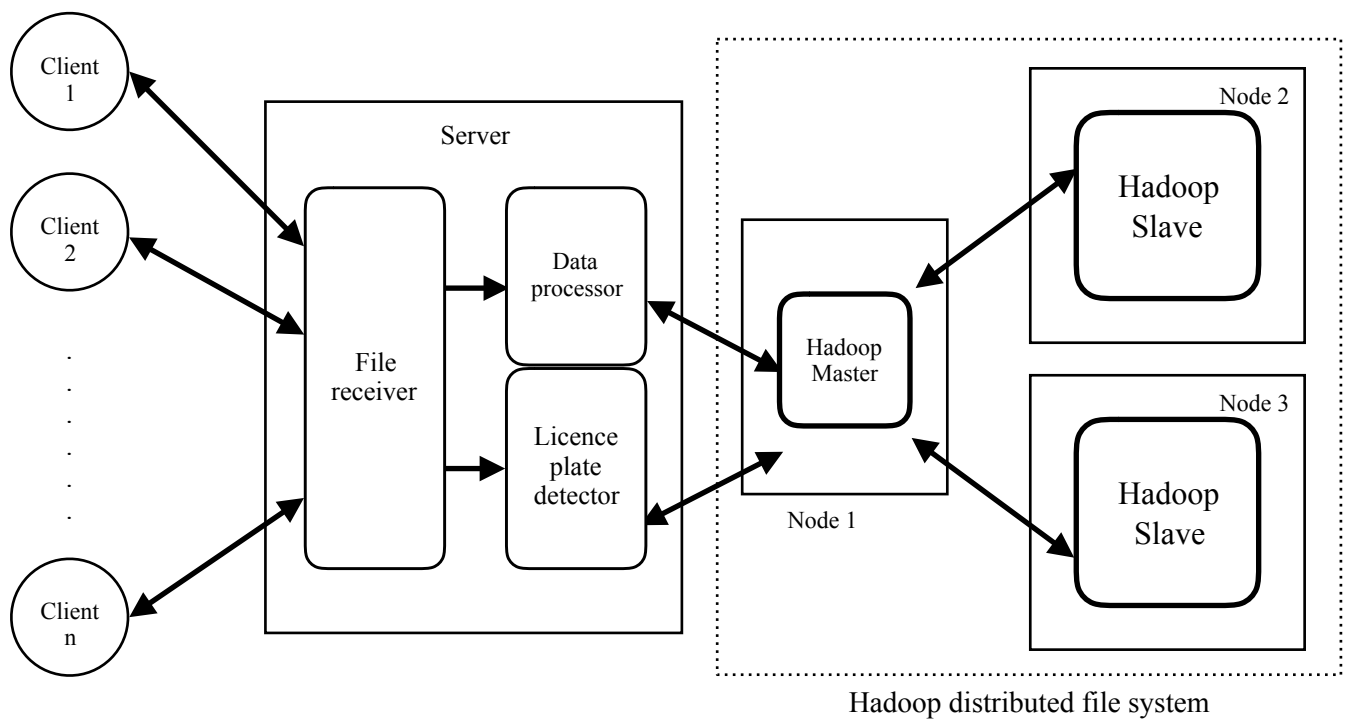 Client
1
Client
2
.
.
.
.
.
.
Client
n
Server
File
receiver
Data
processor
Licence
plate
detector
Hadoop
Master
Node 1
Node 2
Hadoop
Slave
Node 3
Hadoop
Slave
Hadoop distributed file system